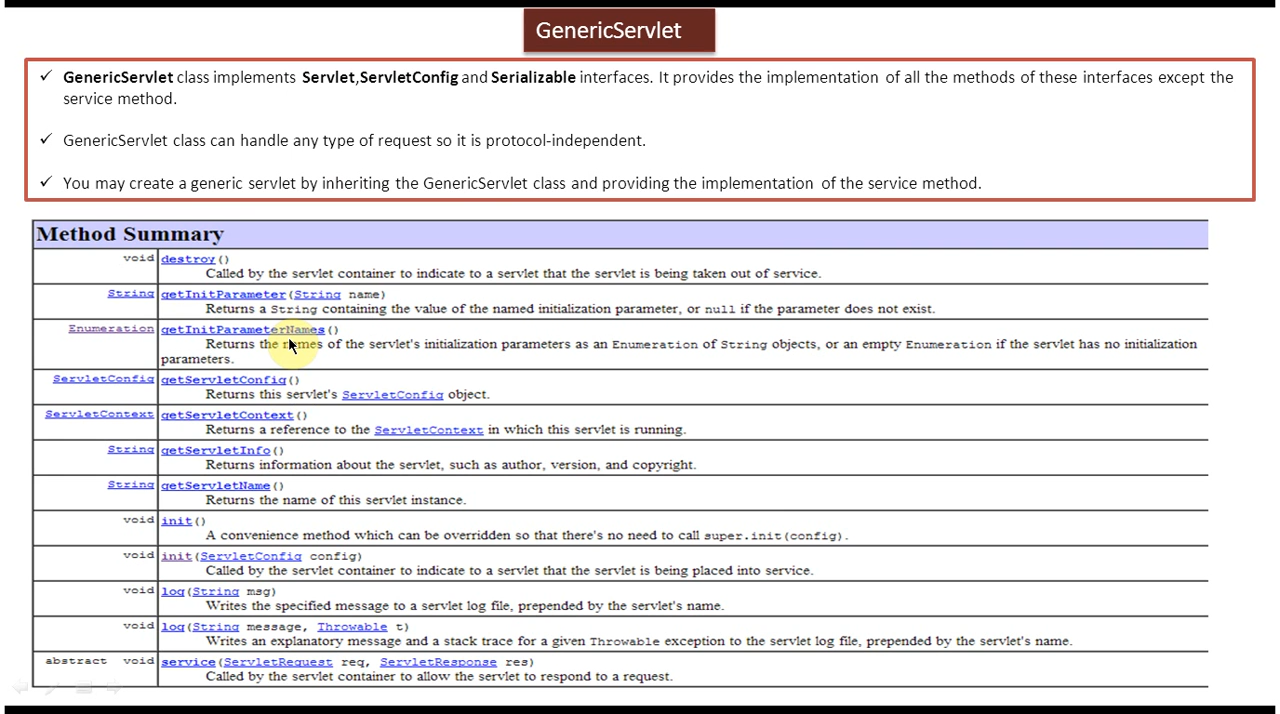 GenericServlet
✓ GenericServlet class implements Servlet,ServletConfig and Serializable interfaces. It provides the implementation of all the methods of these interfaces except the
service method.
✓ GenericServlet class can handle any type of request so it is protocol-independent.
✓ You may create a generic servlet by inheriting the GenericServlet class and providing the implementation of the service method.
Method Summary
void destroy()
Called by the servlet container to indicate to a servlet that the servlet is being taken out of service.
String getInitParameter(String name)
Returns a String containing the value of the named initialization parameter, or null if the parameter does not exist.
Enumeration getInitParameterNames()
Returns the names of the servlet's initialization parameters as an Enumeration of String objects, or an empty Enumeration if the servlet has no initialization
parameters.
ServletConfig getServletConfig()
Returns this servlet's ServletConfig object.
ServletContext getServletContext()
Returns a reference to the ServletContext in which this servlet is running.
String getServletInfo()
Returns information about the servlet, such as author, version, and copyright.
String getServletName()
Returns the name of this servlet instance.
void init()
A convenience method which can be overridden so that there's no need to call super.init(config).
void init(ServletConfig config)
Called by the servlet container to indicate to a servlet that the servlet is being placed into service.
void log(String msg)
Writes the specified message to a servlet log file, prepended by the servlet's name.
void log(String message, Throwable t)
Writes an explanatory message and a stack trace for a given Throwable exception to the servlet log file, prepended by the servlet's name.
abstract void service(ServletRequest req, ServletResponse res)
Called by the servlet container to allow the servlet to respond to a request.